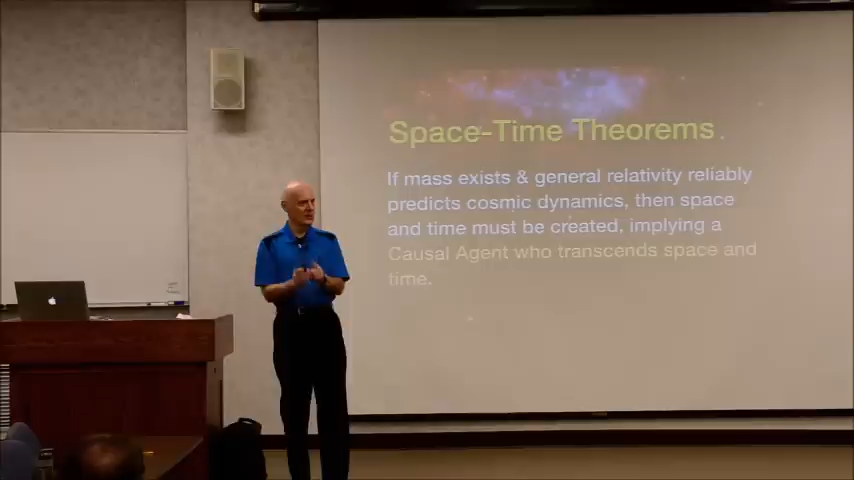 Space-Time Theorems.
If mass exists & general relativity reliably
predicts cosmic dynamics, then space
and time must be created, implying a
Causal Agent who transcends space and
time.